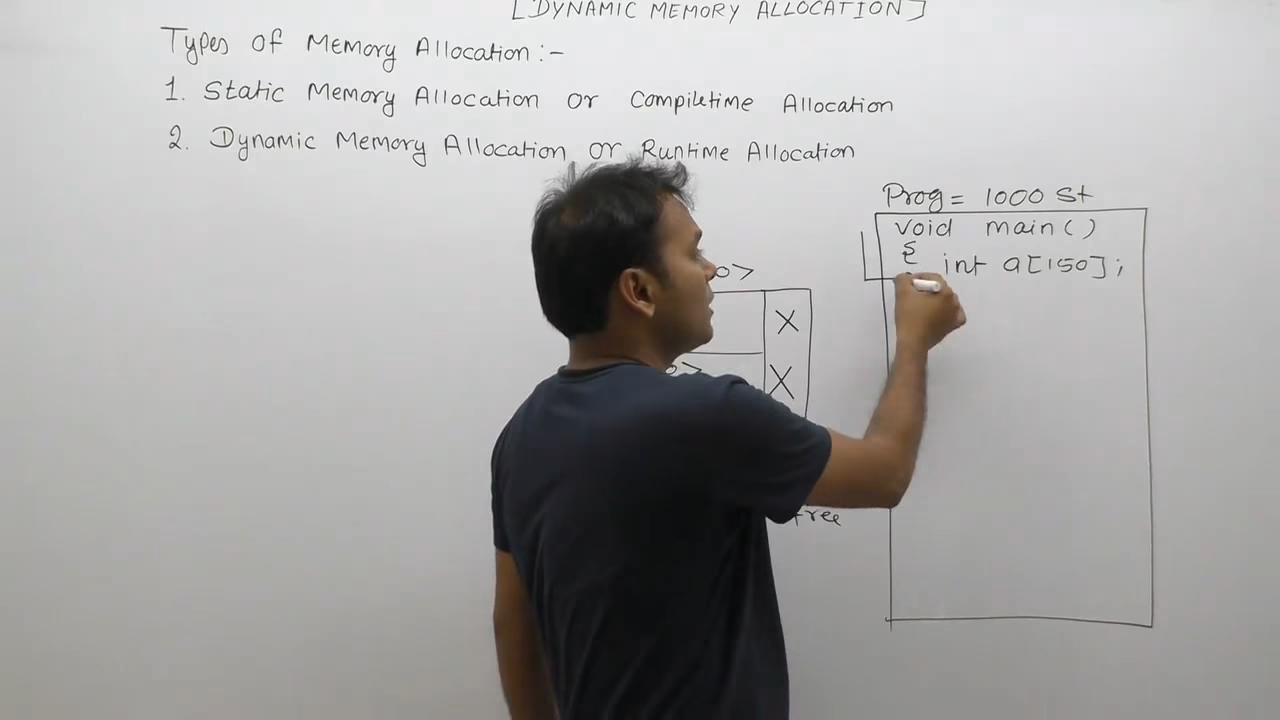 [DYNAMIC MEMORY ALLOCATION]
Types Of Memory Allocation :-
1. Static Memory Allocation or Compiletime Allocation
2. Dynamic Memory Allocation or Runtime Allocation
Prog = 1000 St
void main()
{ int a[150];
X
X
free